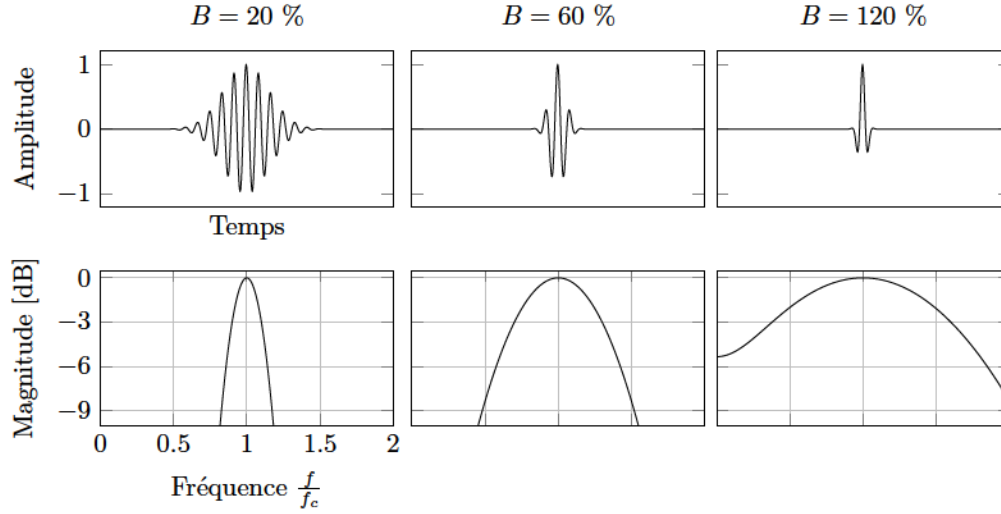 B = 20 %
B = 60 %
B = 120 %
Amplitude
1
0
−1
Temps
Magnitude [dB]
0
−3
−6
−9
0 0.5 1 1.5 2
Fréquence f/f_c